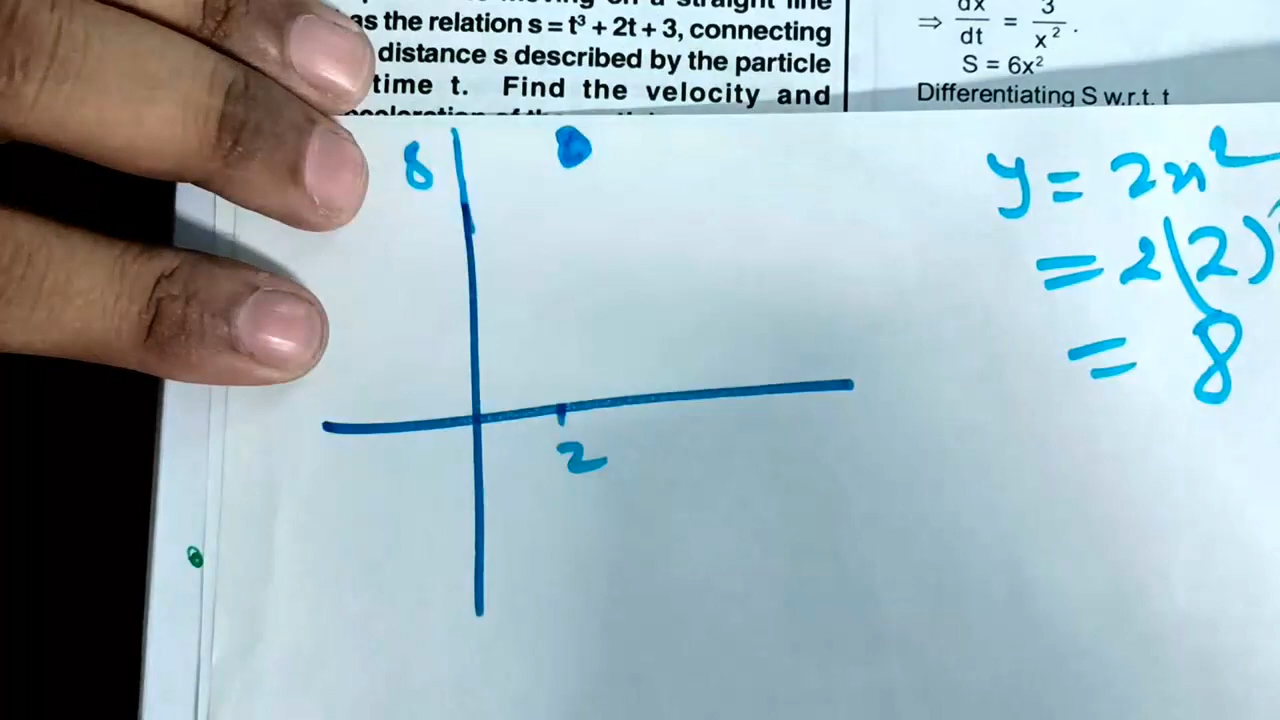 as the relation s = t³ + 2t + 3, connecting
distance s described by the particle
time t. Find the velocity and
⇒ dx/dt = 3/x² .
S = 6x²
Differentiating S w.r.t. t
8
2
y = 2x²
= 2(2)
= 8